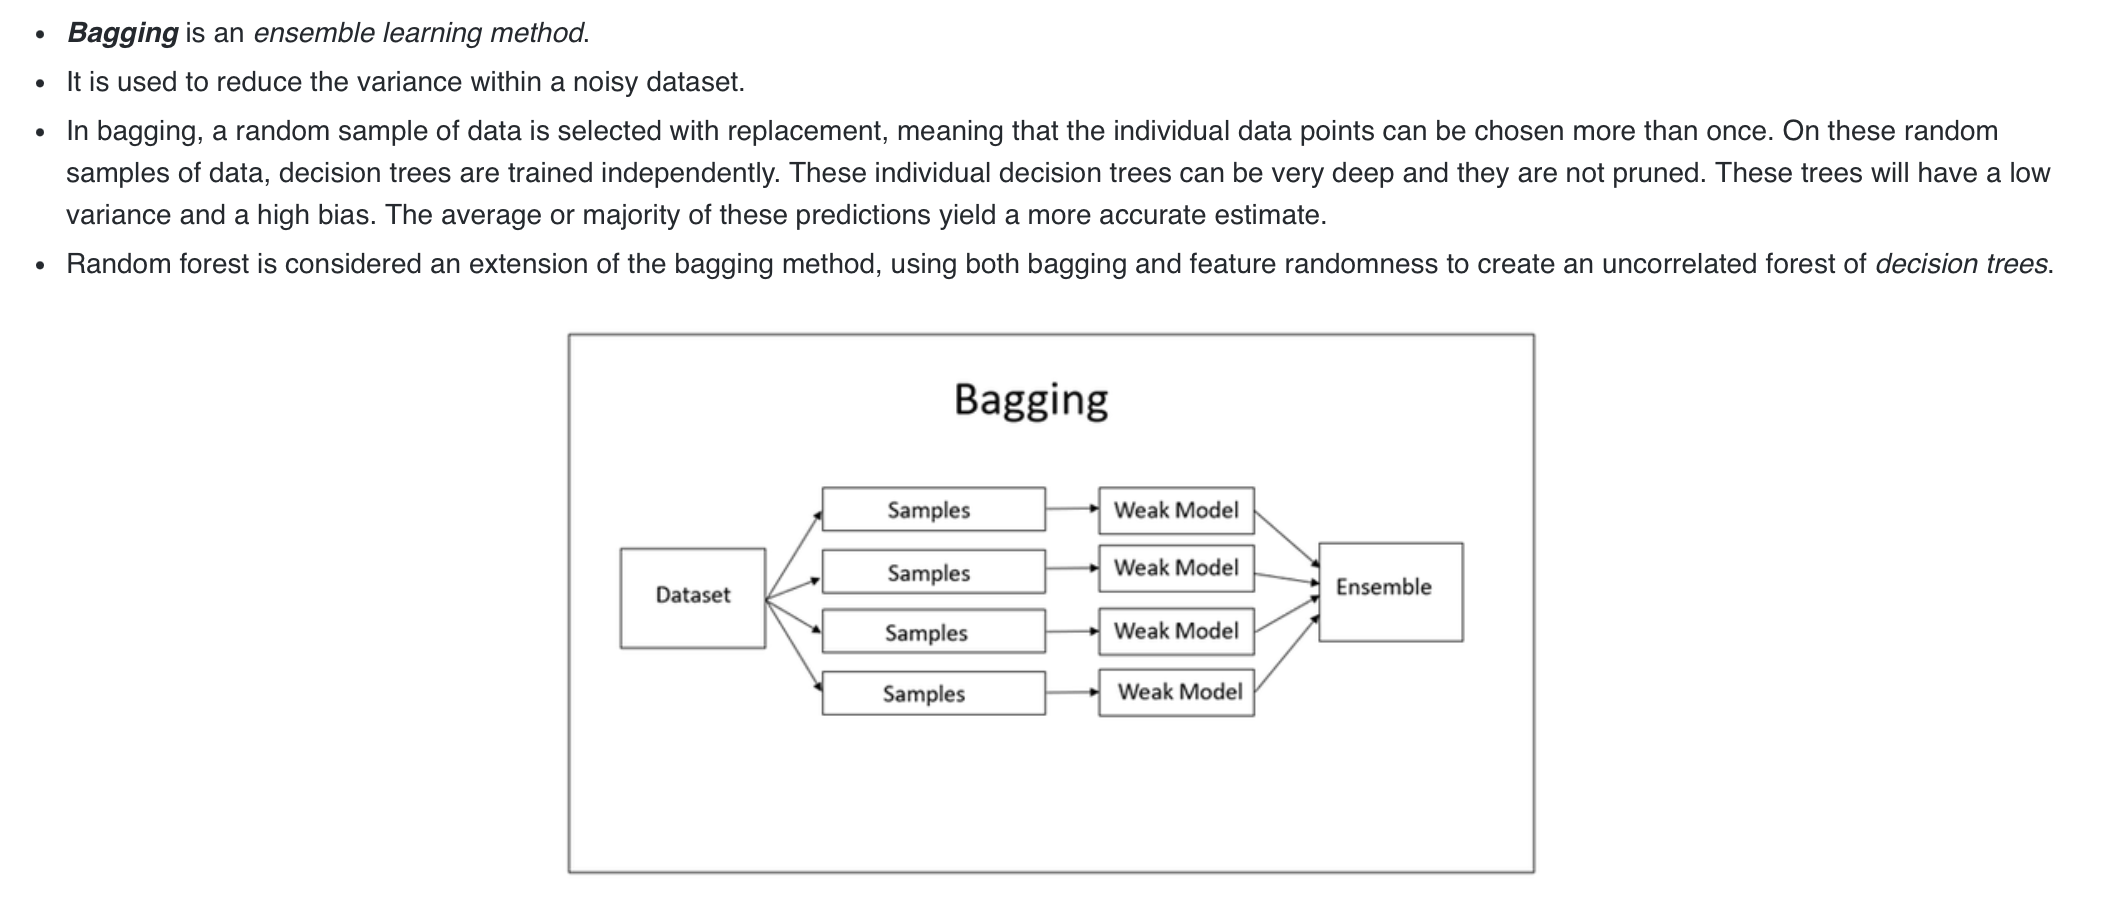 Bagging is an ensemble learning method.
It is used to reduce the variance within a noisy dataset.
In bagging, a random sample of data is selected with replacement, meaning that the individual data points can be chosen more than once. On these random
samples of data, decision trees are trained independently. These individual decision trees can be very deep and they are not pruned. These trees will have a low
variance and a high bias. The average or majority of these predictions yield a more accurate estimate.
Random forest is considered an extension of the bagging method, using both bagging and feature randomness to create an uncorrelated forest of decision trees.
Bagging
Samples
Weak Model
Samples
Weak Model
Dataset
Ensemble
Samples
Weak Model
Samples
Weak Model